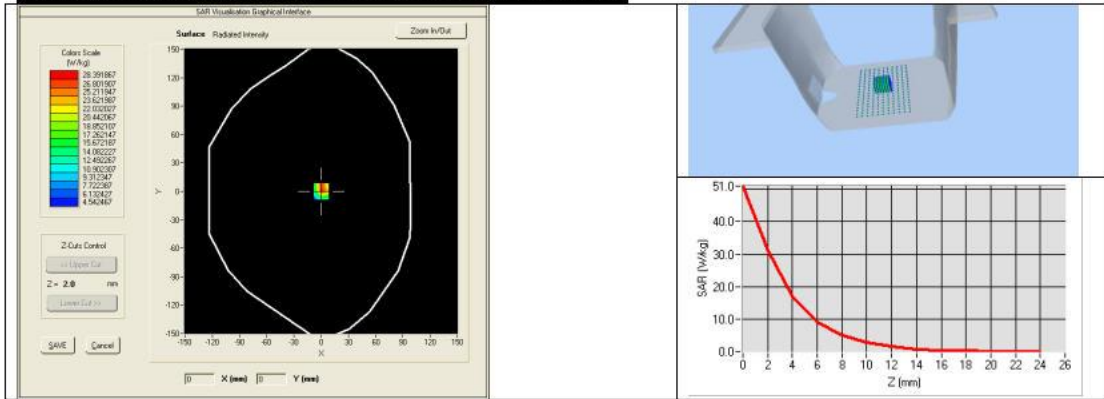 SAR Visualisation Graphical Interface
Surface Radiated Intensity
Zoom In/Out
Colors Scale
(W/kg)
28.391867
26.801907
25.211947
23.621987
22.032027
20.442067
18.852107
17.262147
15.672187
14.082227
12.492267
10.902307
9.312347
7.722387
6.132427
4.542467
Z-Cuts Control
<< Upper Cut
Z = 2.0 mm
Lower Cut >>
SAVE Cancel
150
120
90
60
30
0
-30
-60
-90
-120
-150
Y
-150 -120 -90 -60 -30 0 30 60 90 120 150
X
0 X (mm) 0 Y (mm)
51.0
40.0
30.0
20.0
10.0
0.0
SAR (W/kg)
0 2 4 6 8 10 12 14 16 18 20 22 24 26
Z (mm)